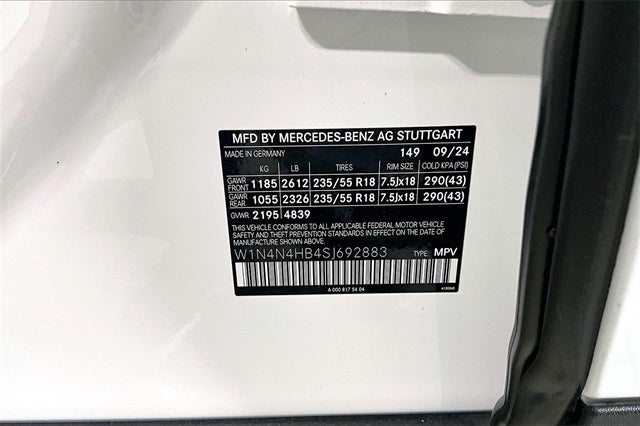 MFD BY MERCEDES-BENZ AG STUTTGART
MADE IN GERMANY 149 09/24
KG LB TIRES RIM SIZE COLD KPA(PSI)
GAWR FRONT 1185 2612 235/55 R18 7.5Jx18 290(43)
GAWR REAR 1055 2326 235/55 R18 7.5Jx18 290(43)
GVWR 2195 4839
THIS VEHICLE CONFORMS TO ALL APPLICABLE FEDERAL MOTOR VEHICLE
SAFETY AND THEFT PREVENTION STANDARDS IN EFFECT ON THE DATE OF
MANUFACTURE SHOWN ABOVE.
W1N4N4HB4SJ692883 TYPE: MPV
A 000 817 54 04